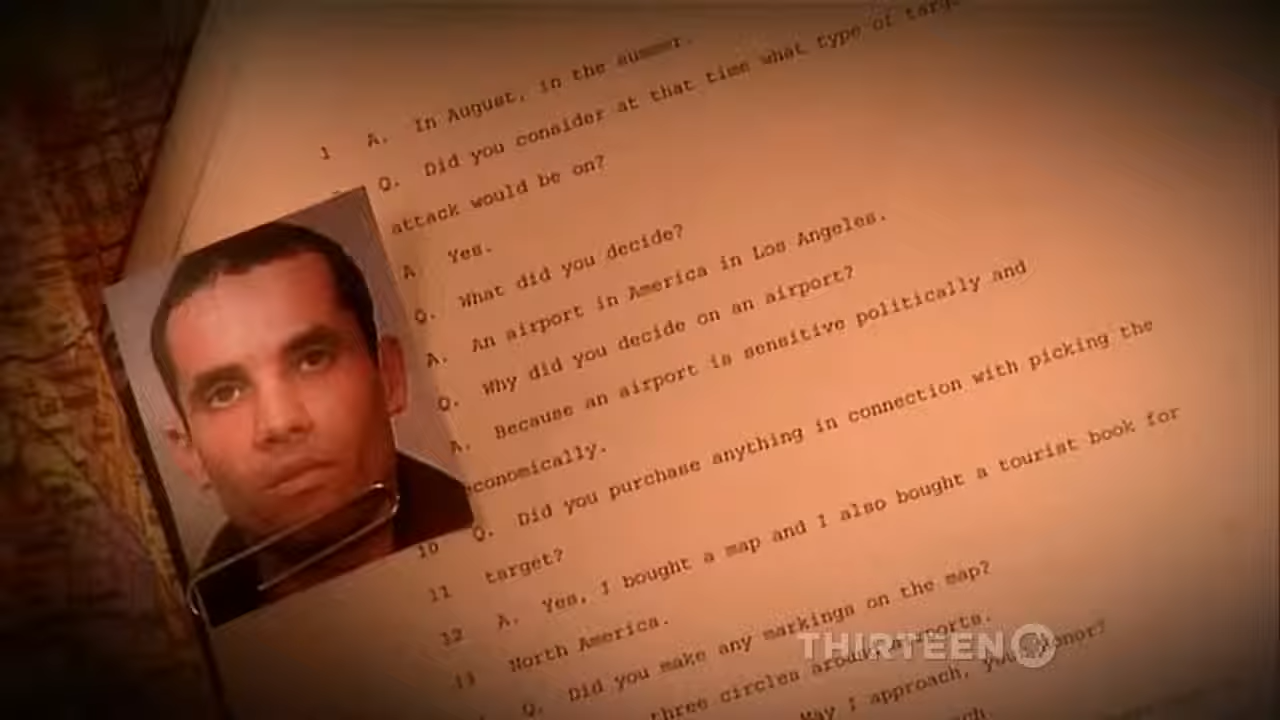 1 A. In August, in the summer.
Q. Did you consider at that time what type of
attack would be on?
A. Yes.
Q. What did you decide?
A. An airport in America in Los Angeles.
Q. Why did you decide on an airport?
A. Because an airport is sensitive politically and
economically.
10 Q. Did you purchase anything in connection with picking the
11 target?
12 A. Yes, I bought a map and I also bought a tourist book for
13 North America.
Q. Did you make any markings on the map?
three circles around airports.
May I approach, your Honor?
THIRTEEN